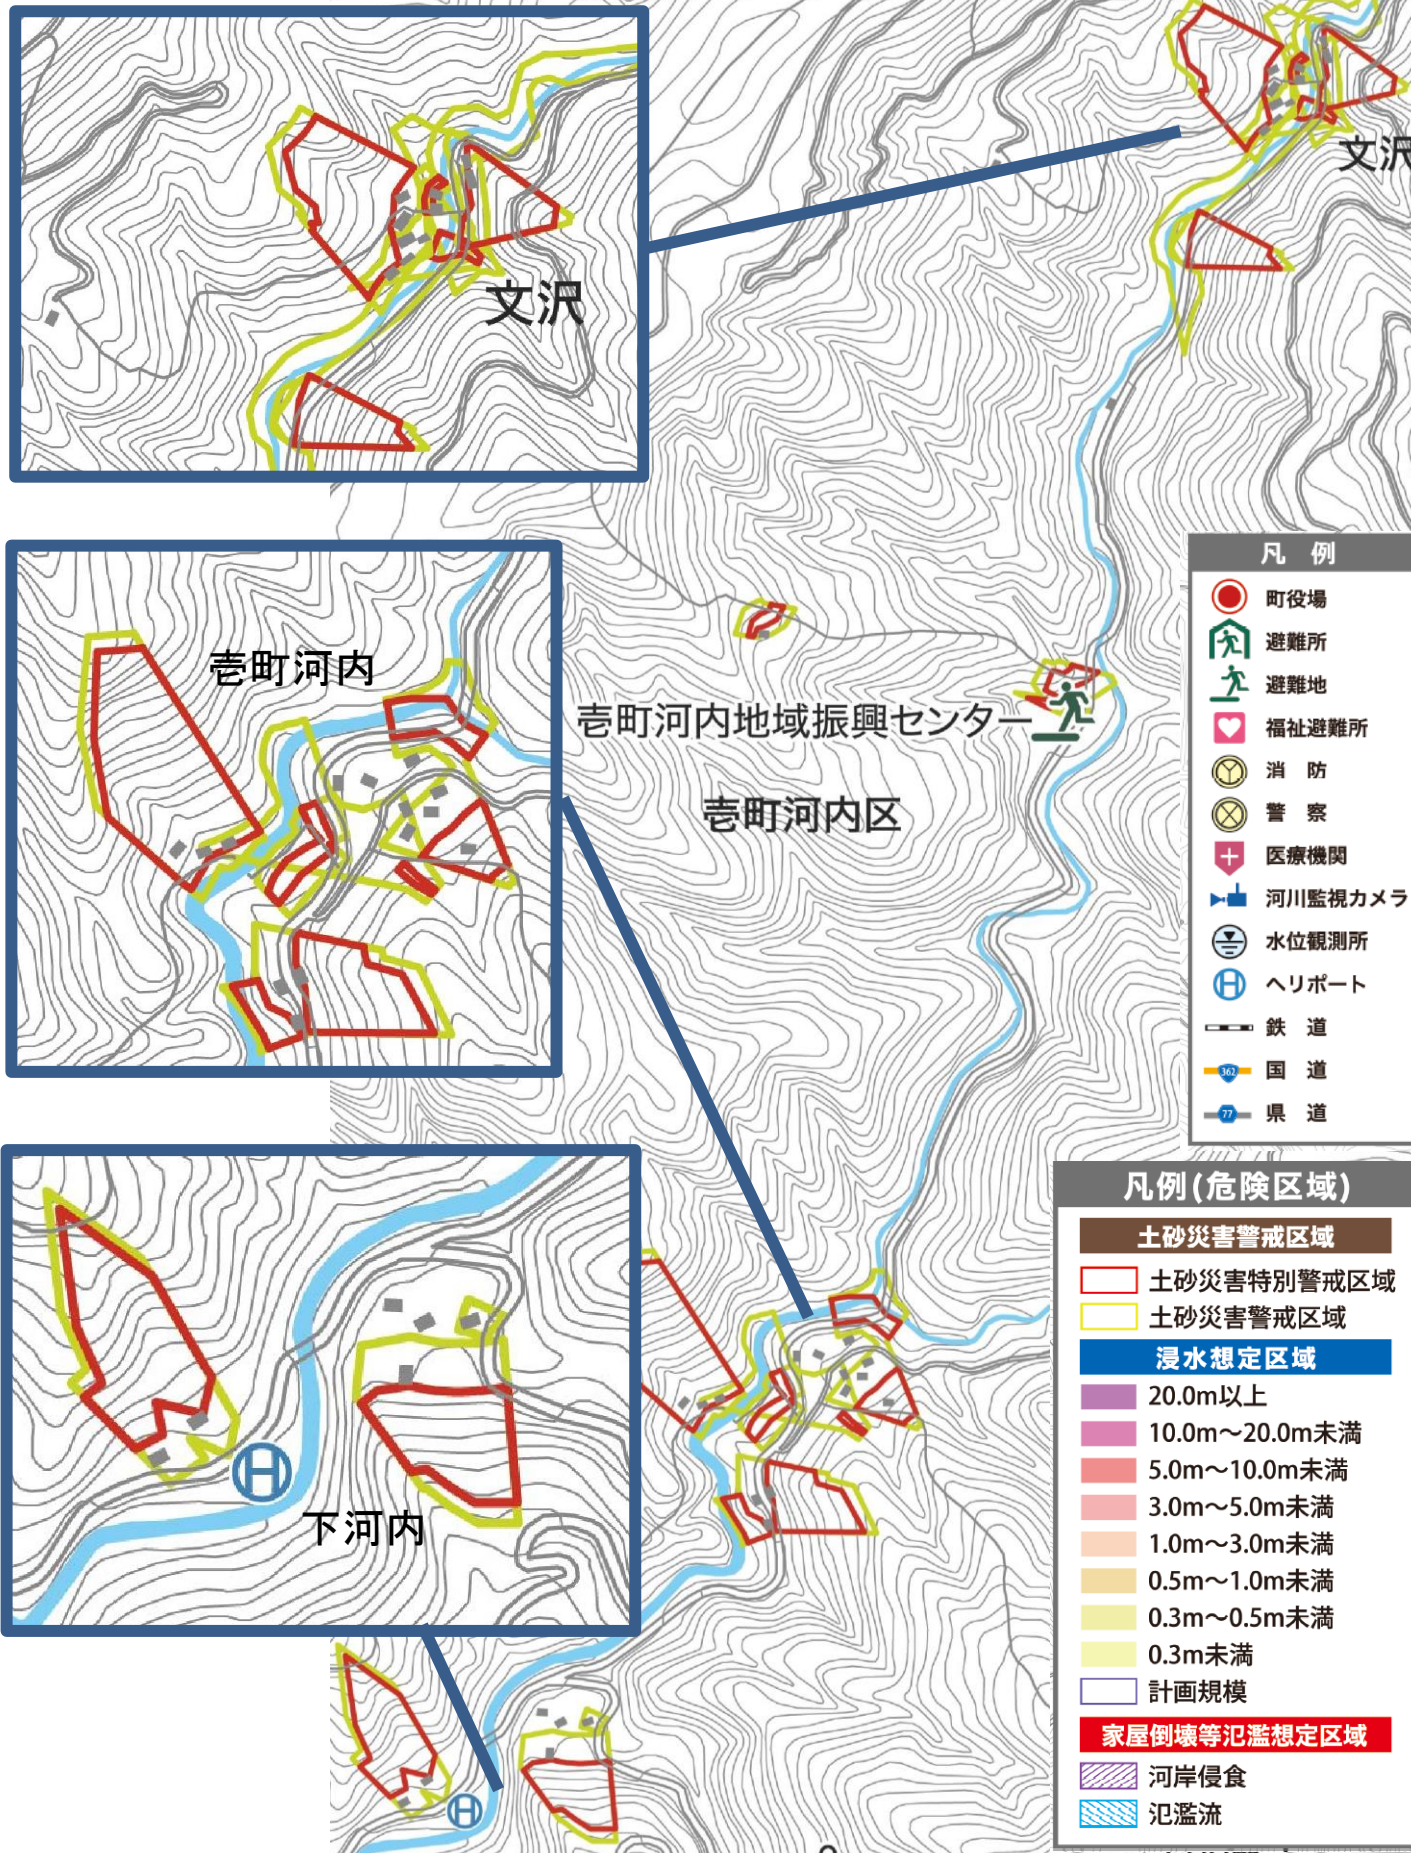 文沢
文沢
壱町河内
壱町河内地域振興センター
壱町河内区
下河内
凡 例
町役場
避難所
避難地
福祉避難所
消 防
警 察
医療機関
河川監視カメラ
水位観測所
ヘリポート
鉄 道
362
国 道
77
県 道
凡例(危険区域)
土砂災害警戒区域
土砂災害特別警戒区域
土砂災害警戒区域
浸水想定区域
20.0m以上
10.0m～20.0m未満
5.0m～10.0m未満
3.0m～5.0m未満
1.0m～3.0m未満
0.5m～1.0m未満
0.3m～0.5m未満
0.3m未満
計画規模
家屋倒壊等氾濫想定区域
河岸侵食
氾濫流